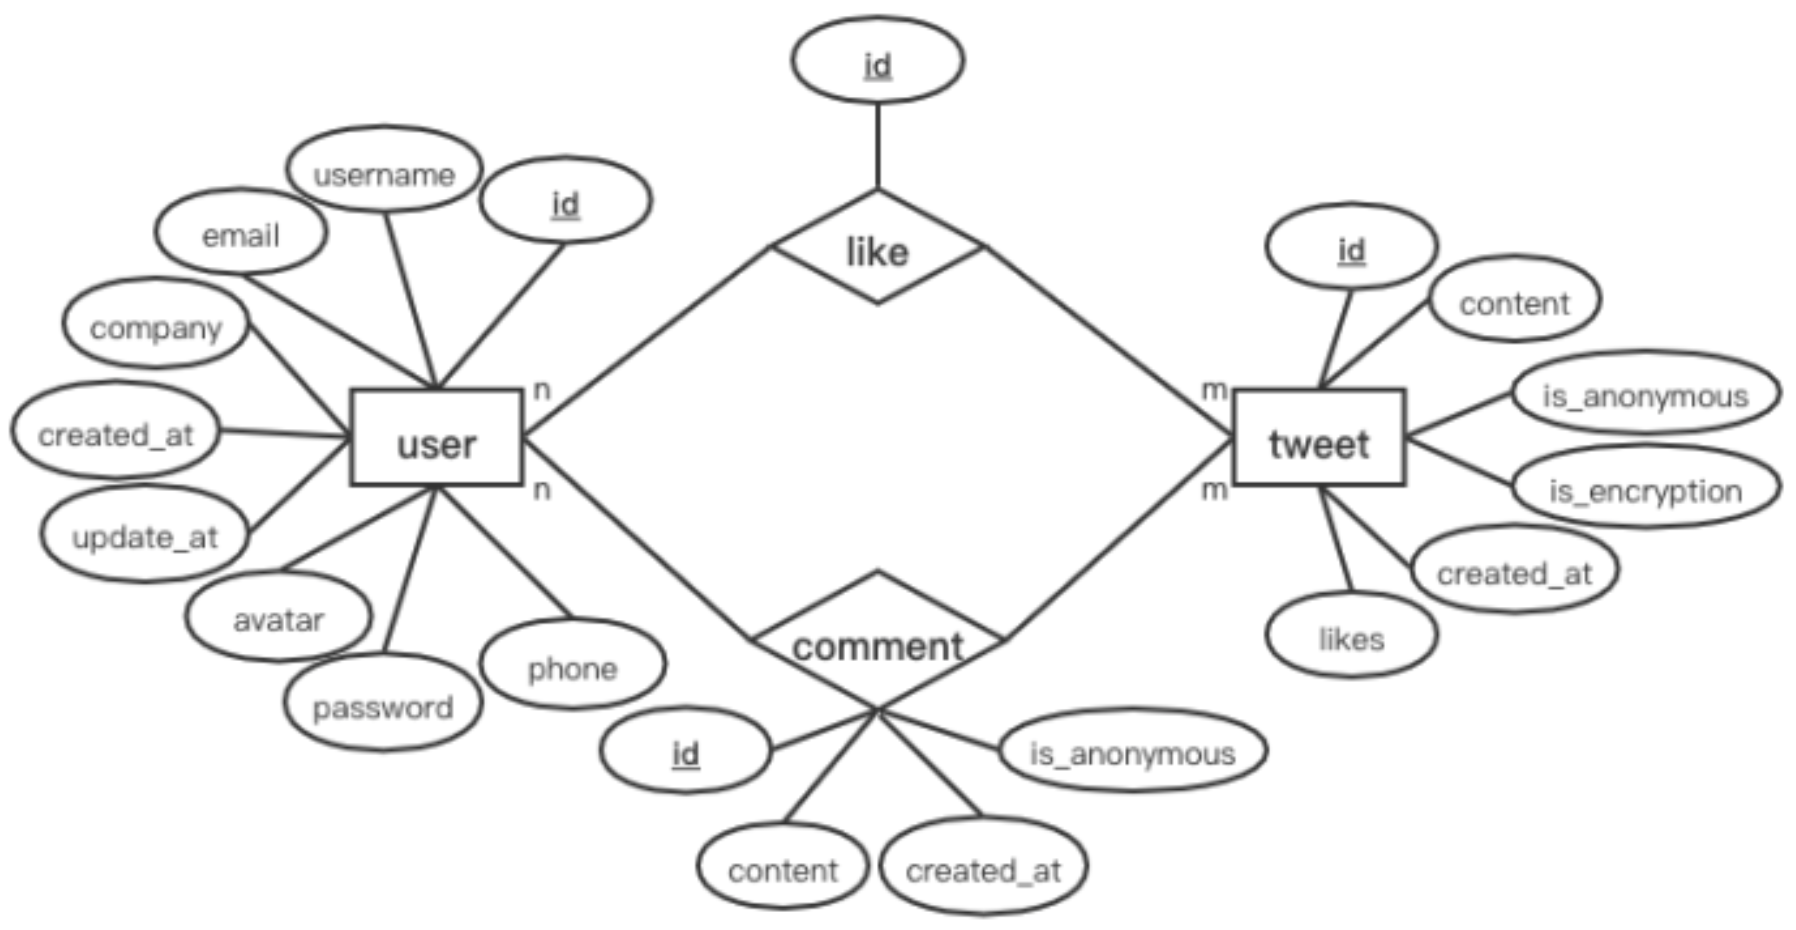 id
username
id
email
like
id
content
company
is_anonymous
n
m
created_at
user
tweet
n
m
is_encryption
update_at
created_at
avatar
likes
comment
phone
password
id
is_anonymous
content
created_at